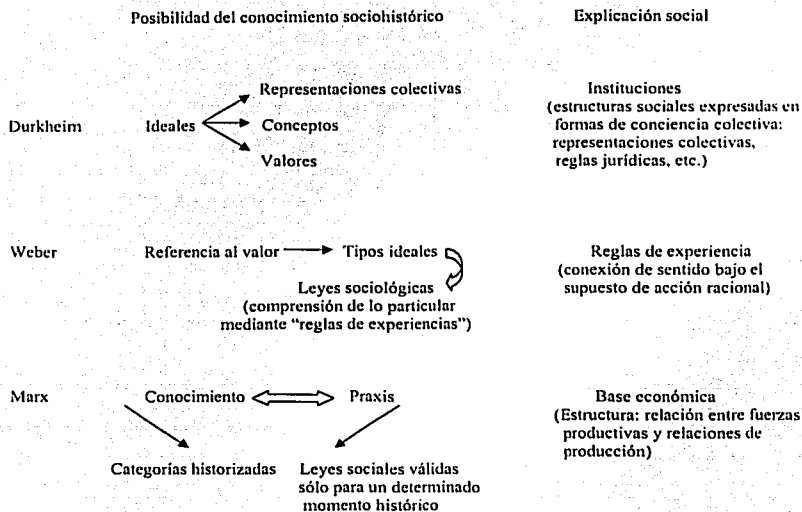 Posibilidad del conocimiento sociohistórico
Explicación social
Durkheim
Ideales
Representaciones colectivas
Conceptos
Valores
Instituciones
(estructuras sociales expresadas en
formas de conciencia colectiva:
representaciones colectivas,
reglas jurídicas, etc.)
Weber
Referencia al valor
Tipos ideales
Leyes sociológicas
(comprensión de lo particular
mediante “reglas de experiencias”)
Reglas de experiencia
(conexión de sentido bajo el
supuesto de acción racional)
Marx
Conocimiento
Praxis
Categorías historizadas
Leyes sociales válidas
sólo para un determinado
momento histórico
Base económica
(Estructura: relación entre fuerzas
productivas y relaciones de
producción)